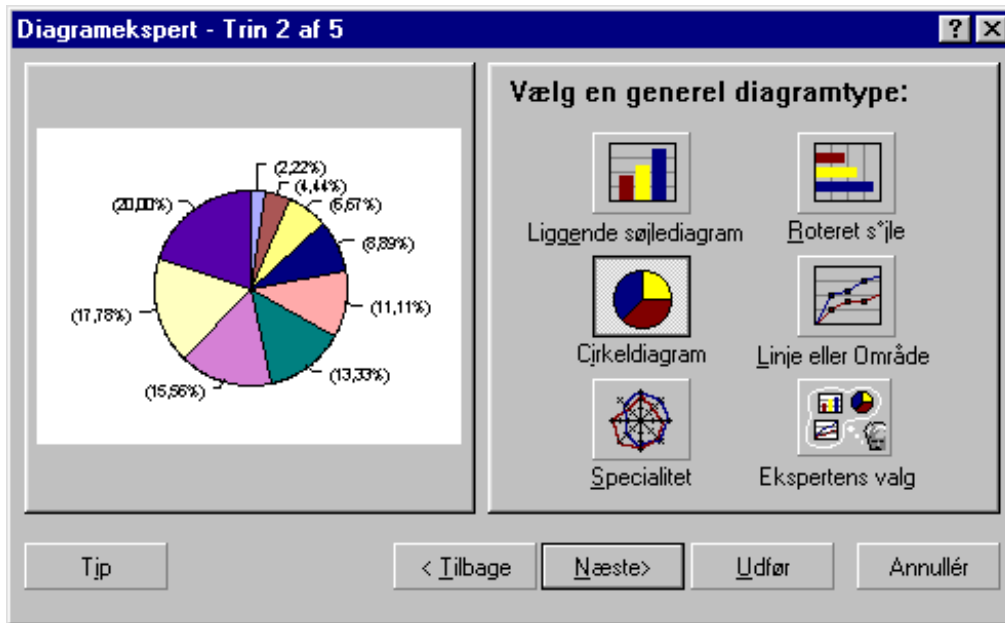 Diagramekspert - Trin 2 af 5
(2,22%)
(4,44%)
(6,67%)
(8,89%)
(11,11%)
(13,33%)
(15,56%)
(17,78%)
(20,00%)
Vælg en generel diagramtype:
Liggende søjlediagram
Roteret s°jle
Cirkeldiagram
Linje eller Område
Specialitet
Ekspertens valg
Tip
< Tilbage
Næste>
Udfør
Annullér